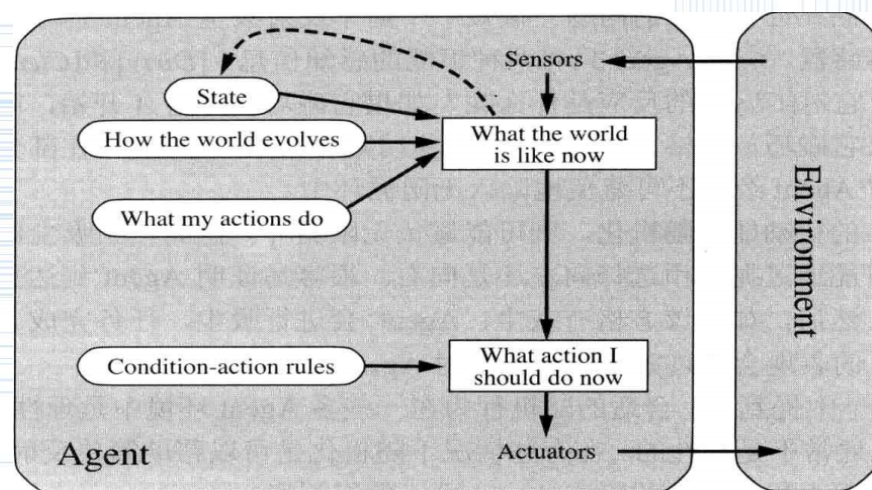 Sensors
State
How the world evolves
What the world
is like now
What my actions do
Environment
Condition-action rules
What action I
should do now
Agent
Actuators